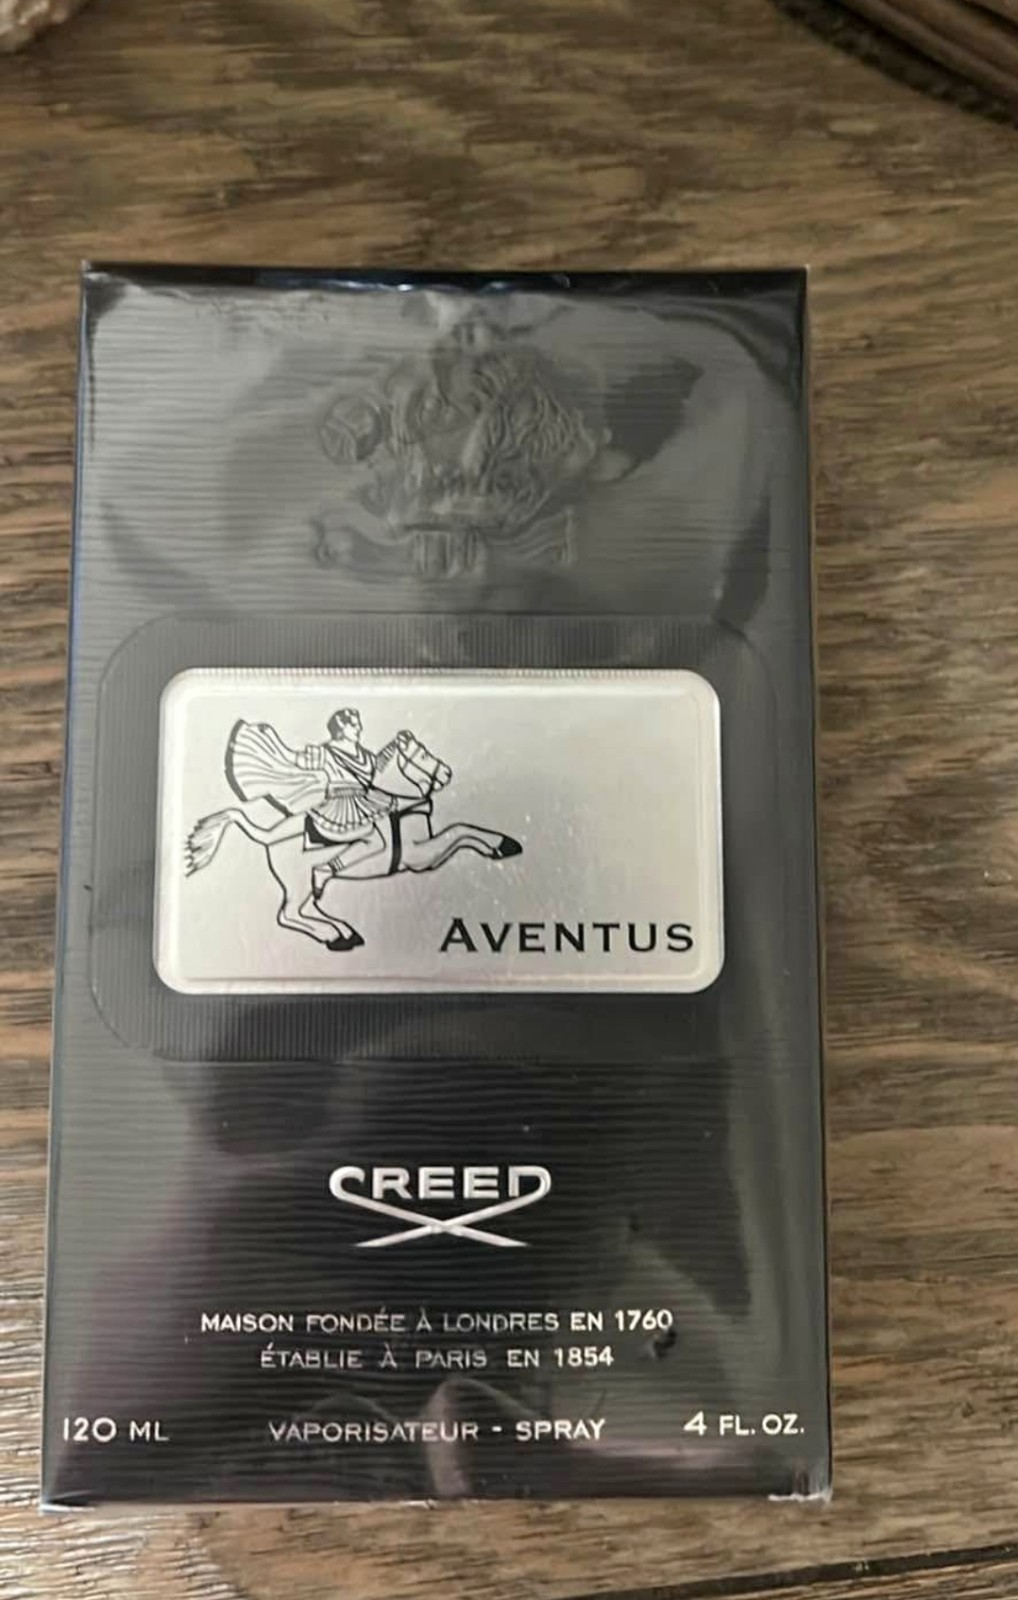 AVENTUS
CREED
MAISON FONDÉE À LONDRES EN 1760
ÉTABLIE À PARIS EN 1854
120 ML VAPORISATEUR - SPRAY 4 FL. OZ.